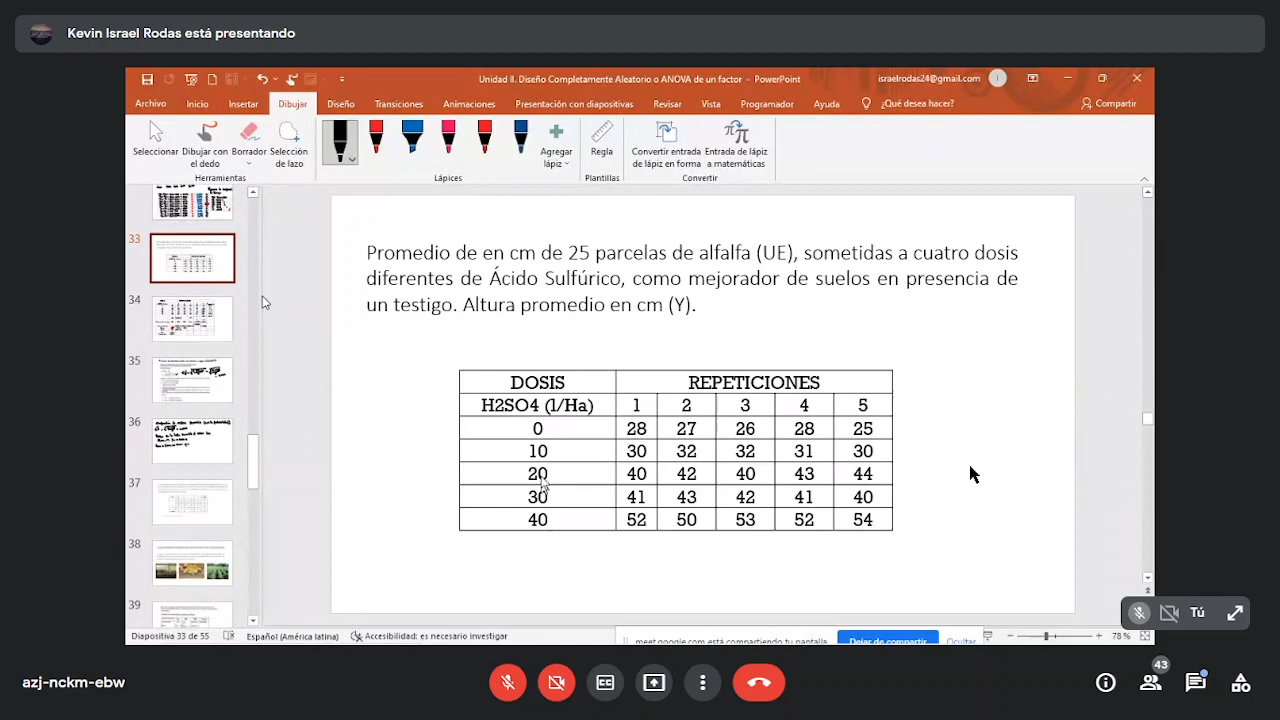 Kevin Israel Rodas está presentando
Unidad II. Diseño Completamente Aleatorio o ANOVA de un factor - PowerPoint
israelrodas24@gmail.com
Archivo Inicio Insertar Dibujar Diseño Transiciones Animaciones Presentación con diapositivas Revisar Vista Programador Ayuda ¿Qué desea hacer? Compartir
Seleccionar Dibujar con el dedo Borrador Selección de lazo Agregar lápiz Regla Convertir entrada de lápiz en forma Entrada de lápiz a matemáticas
Herramientas Lápices Plantillas Convertir
33
34
35
36
37
38
39
Promedio de en cm de 25 parcelas de alfalfa (UE), sometidas a cuatro dosis
diferentes de Ácido Sulfúrico, como mejorador de suelos en presencia de
un testigo. Altura promedio en cm (Y).
DOSIS REPETICIONES
H2SO4 (l/Ha) 1 2 3 4 5
0 28 27 26 28 25
10 30 32 32 31 30
20 40 42 40 43 44
30 41 43 42 41 40
40 52 50 53 52 54
Tú
Diapositiva 33 de 55 Español (América latina) Accesibilidad: es necesario investigar meet.google.com está compartiendo tu pantalla. Dejar de compartir Ocultar 78 %
azj-nckm-ebw
43